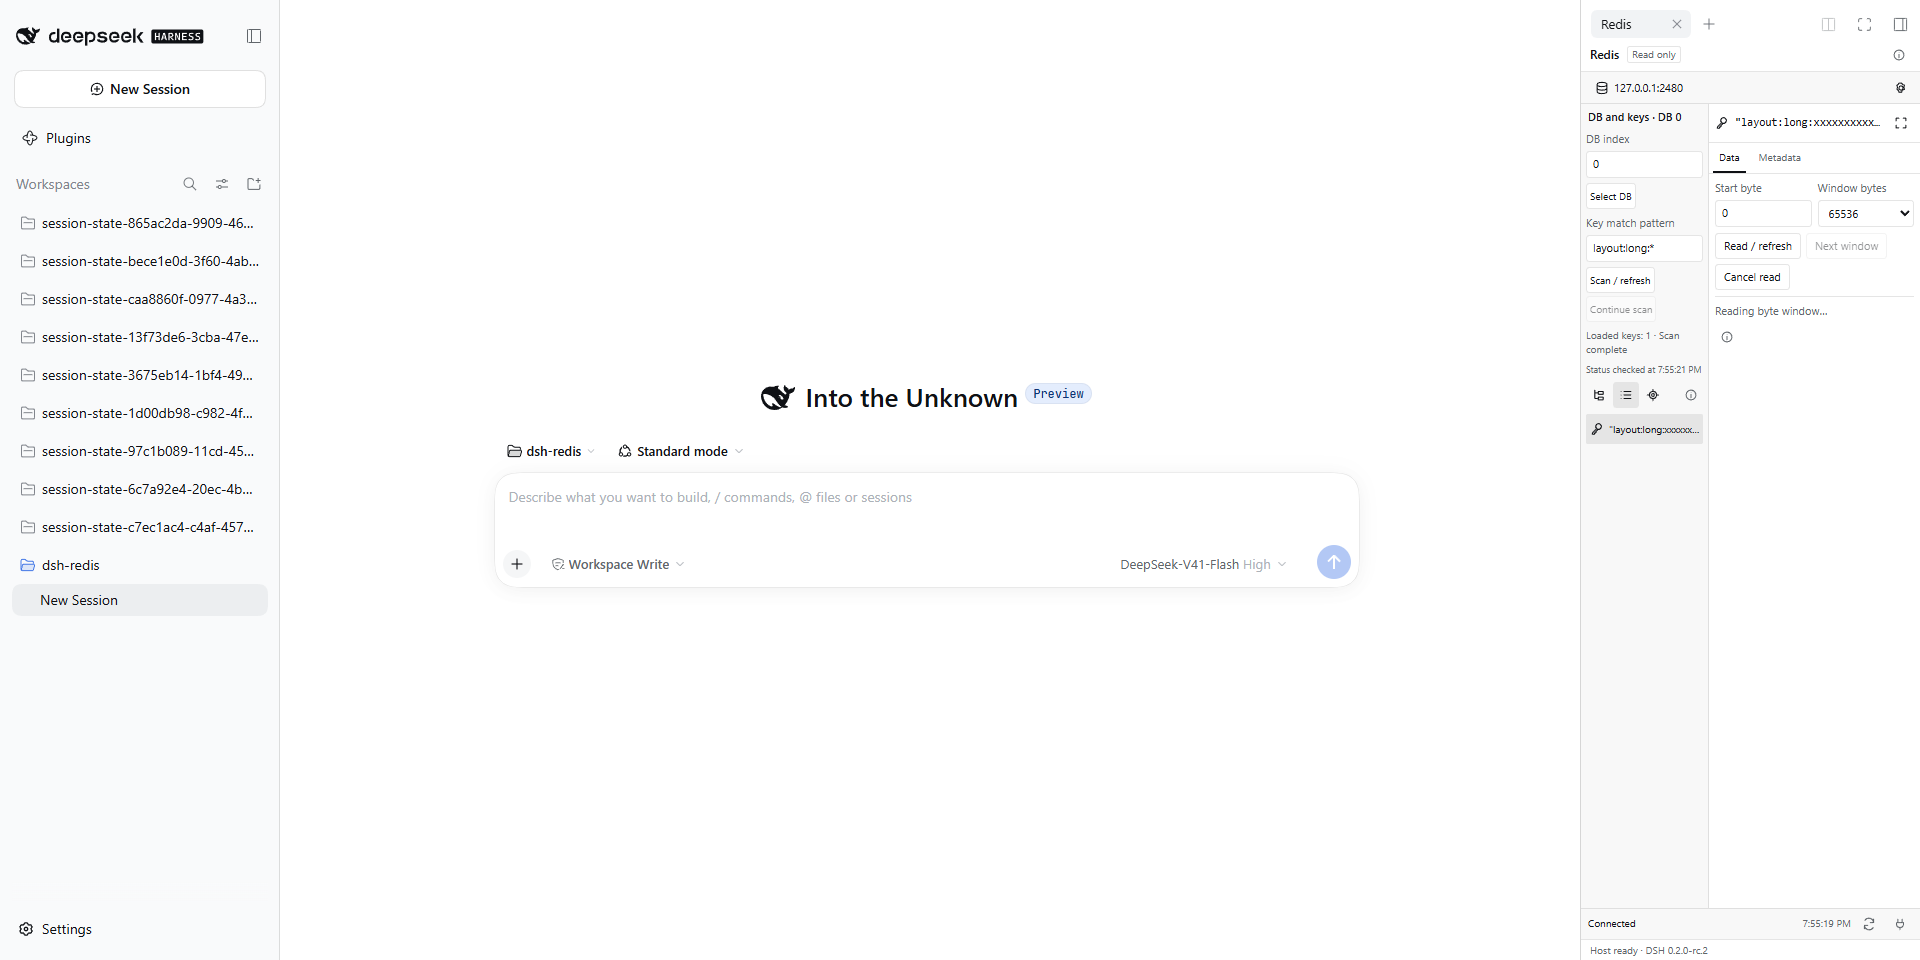 deepseek HARNESS
New Session
Plugins
Workspaces
session-state-865ac2da-9909-46...
session-state-bece1e0d-3f60-4ab...
session-state-caa8860f-0977-4a3...
session-state-13f73de6-3cba-47e...
session-state-3675eb14-1bf4-49...
session-state-1d00db98-c982-4f...
session-state-97c1b089-11cd-45...
session-state-6c7a92e4-20ec-4b...
session-state-c7ec1ac4-c4af-457...
dsh-redis
New Session
Settings
Into the Unknown Preview
dsh-redis Standard mode
Describe what you want to build, / commands, @ files or sessions
Workspace Write DeepSeek-V41-Flash High
Redis
Redis Read only
127.0.0.1:2480
DB and keys · DB 0
DB index
0
Select DB
Key match pattern
layout:long:*
Scan / refresh
Continue scan
Loaded keys: 1 · Scan
complete
Status checked at 7:55:21 PM
"layout:long:xxxxxx...
"layout:long:xxxxxxxxxx...
Data Metadata
Start byte Window bytes
0 65536
Read / refresh Next window
Cancel read
Reading byte window...
Connected 7:55:19 PM
Host ready · DSH 0.2.0-rc.2